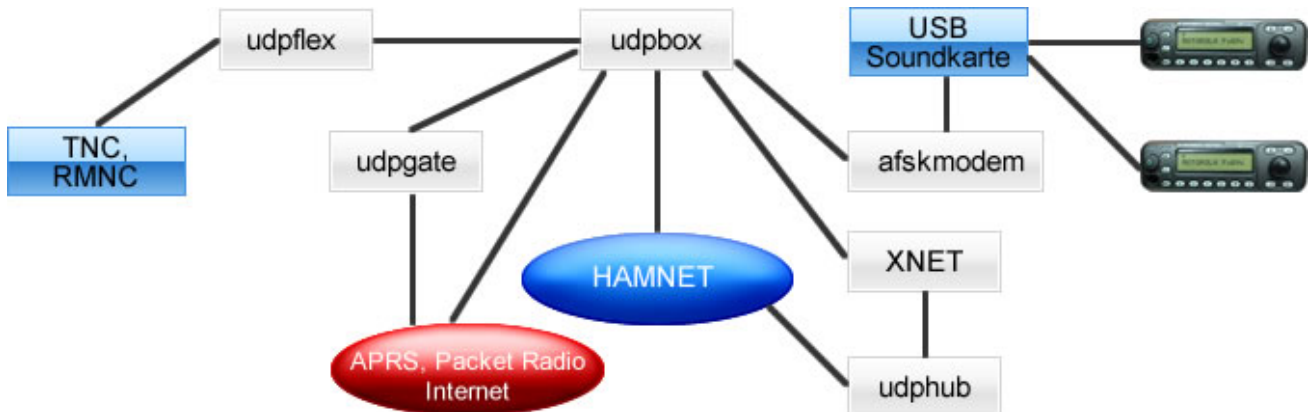 udpflex
udpbox
USB
Soundkarte
TNC,
RMNC
udpgate
afskmodem
HAMNET
XNET
APRS, Packet Radio
Internet
udphub